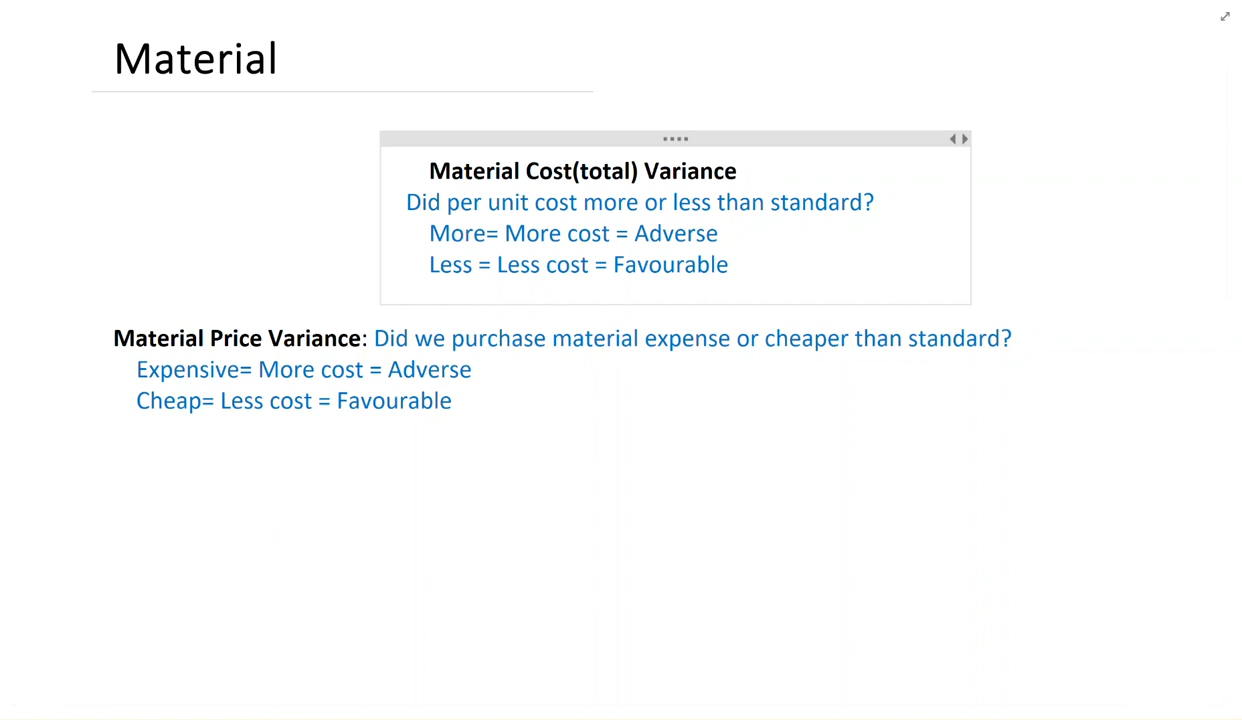 Material
Material Cost(total) Variance
Did per unit cost more or less than standard?
More= More cost = Adverse
Less = Less cost = Favourable
Material Price Variance: Did we purchase material expense or cheaper than standard?
Expensive= More cost = Adverse
Cheap= Less cost = Favourable